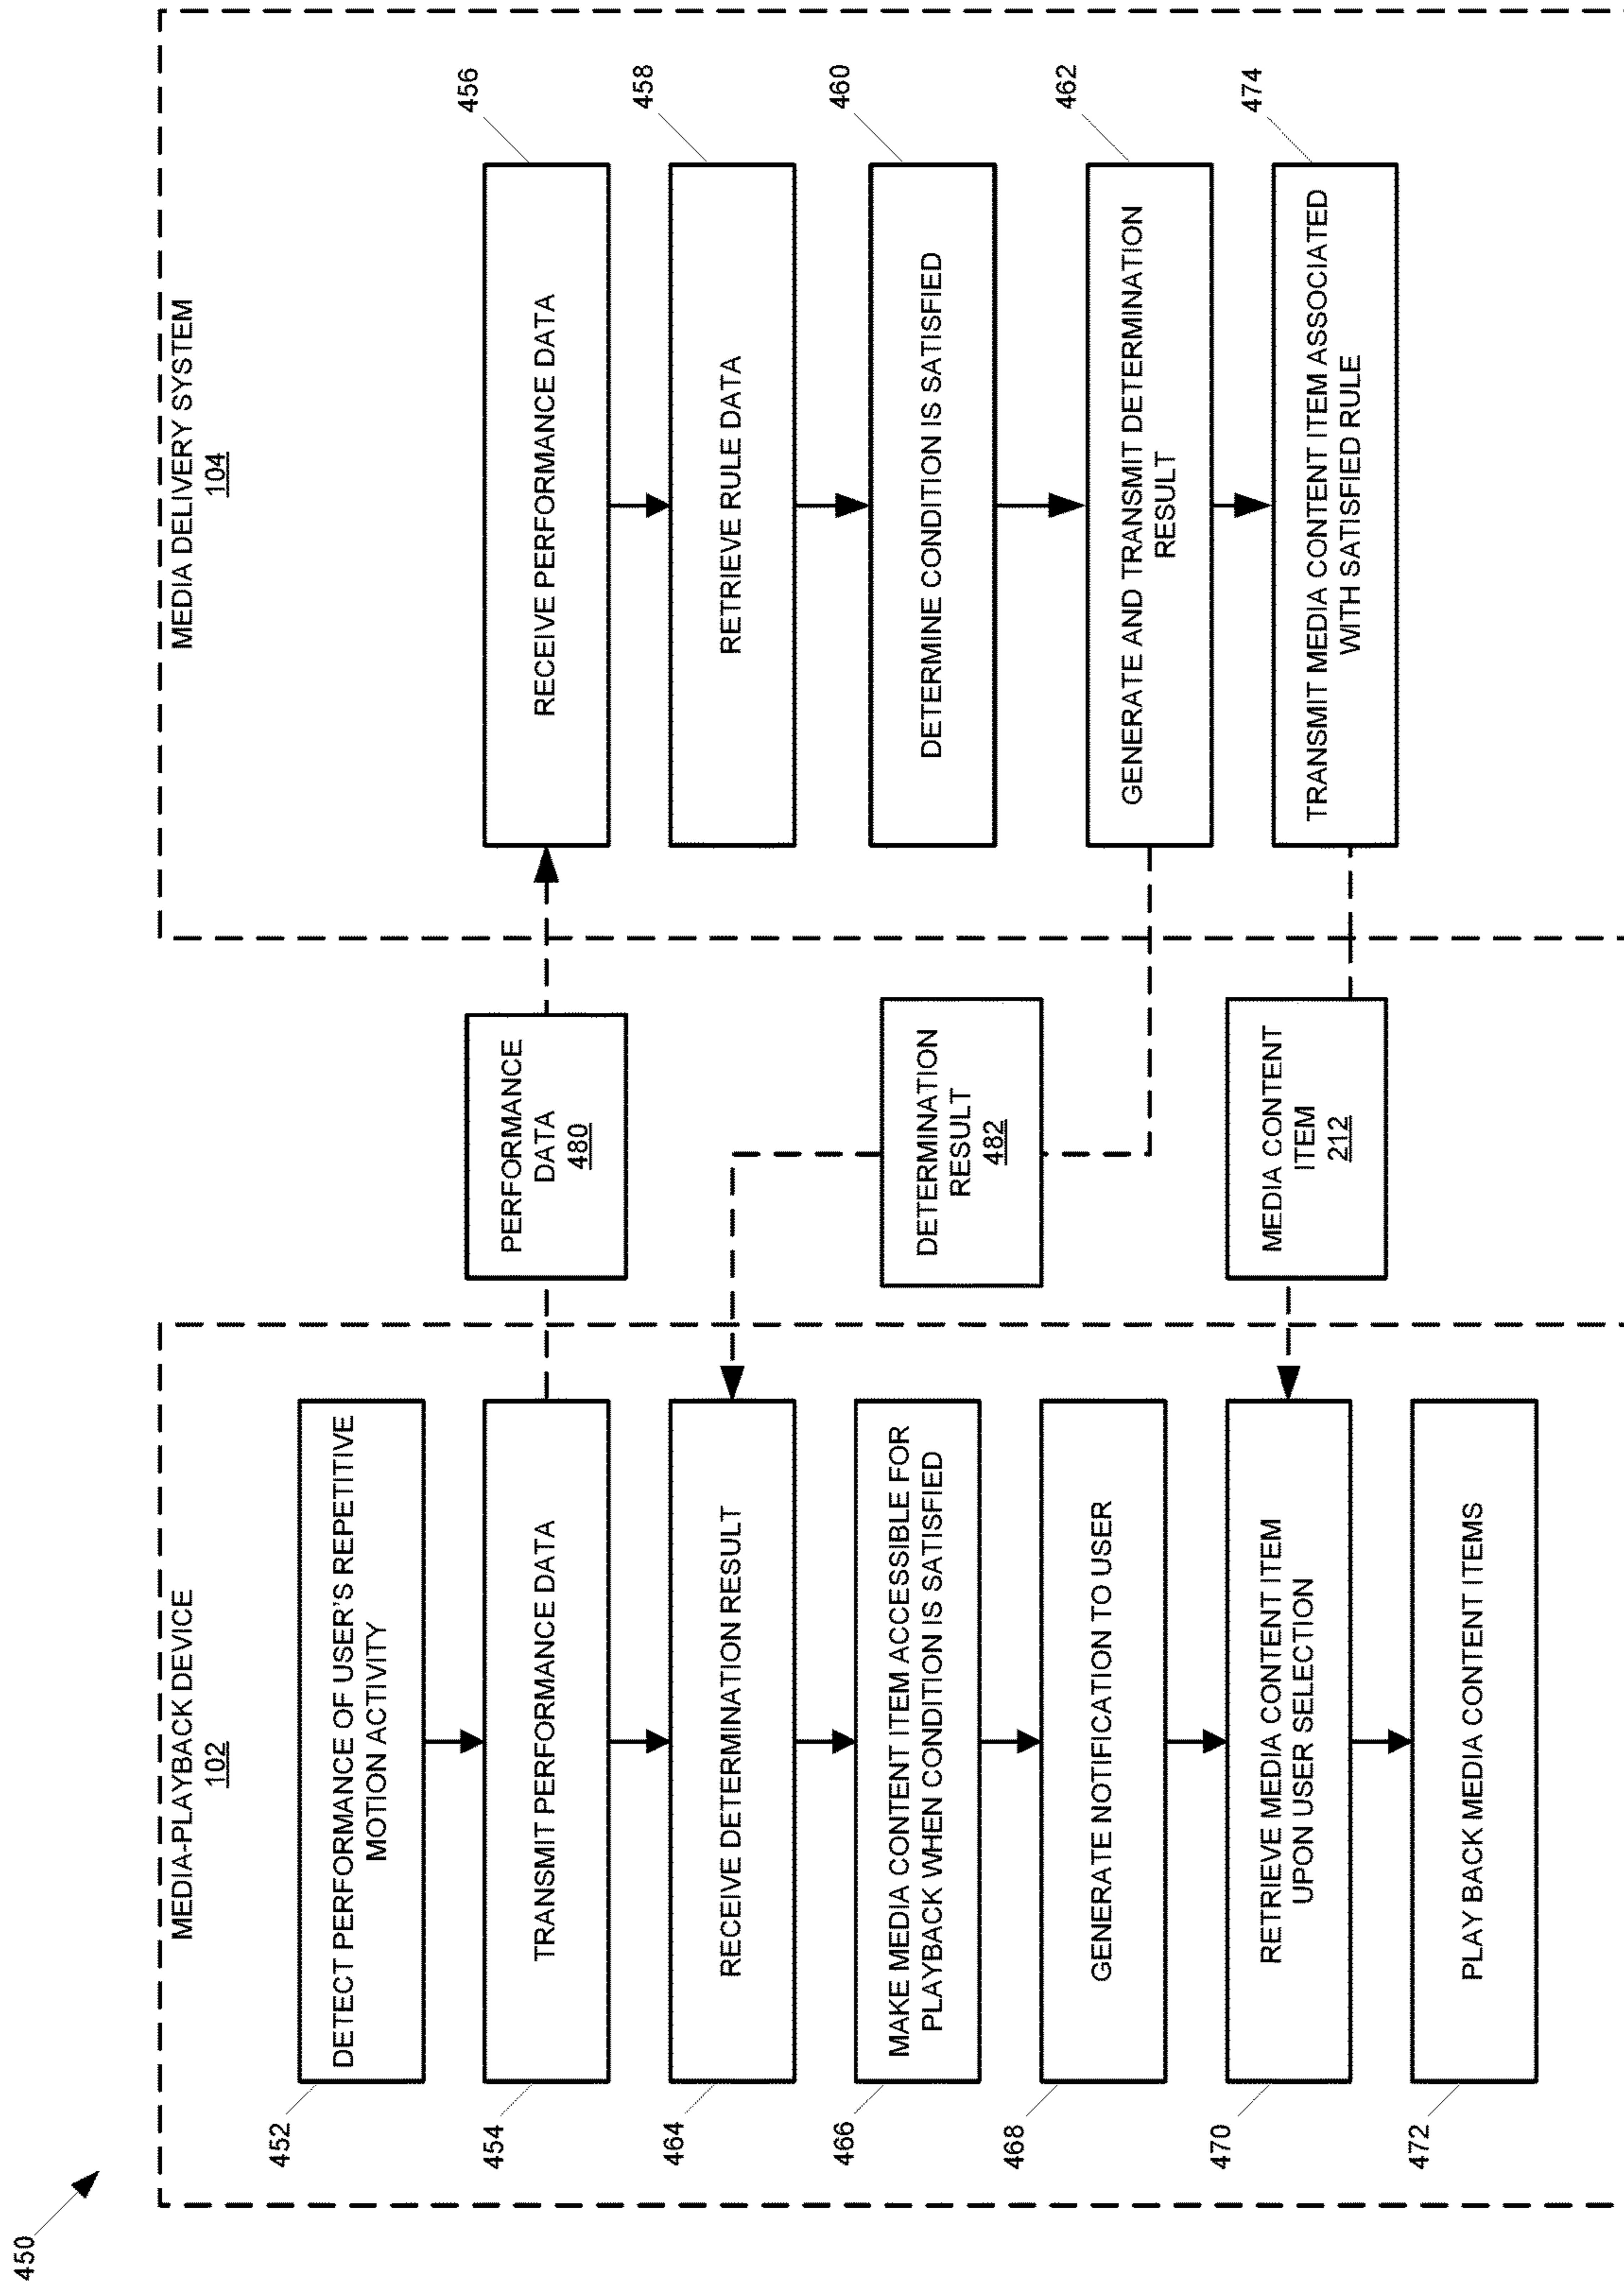 450
MEDIA-PLAYBACK DEVICE
102
452
DETECT PERFORMANCE OF USER'S REPETITIVE
MOTION ACTIVITY
454
TRANSMIT PERFORMANCE DATA
464
RECEIVE DETERMINATION RESULT
466
MAKE MEDIA CONTENT ITEM ACCESSIBLE FOR
PLAYBACK WHEN CONDITION IS SATISFIED
468
GENERATE NOTIFICATION TO USER
470
RETRIEVE MEDIA CONTENT ITEM
UPON USER SELECTION
472
PLAY BACK MEDIA CONTENT ITEMS
PERFORMANCE
DATA
480
DETERMINATION
RESULT
482
MEDIA CONTENT
ITEM
212
MEDIA DELIVERY SYSTEM
104
RECEIVE PERFORMANCE DATA
456
RETRIEVE RULE DATA
458
DETERMINE CONDITION IS SATISFIED
460
GENERATE AND TRANSMIT DETERMINATION
RESULT
462
TRANSMIT MEDIA CONTENT ITEM ASSOCIATED
WITH SATISFIED RULE
474